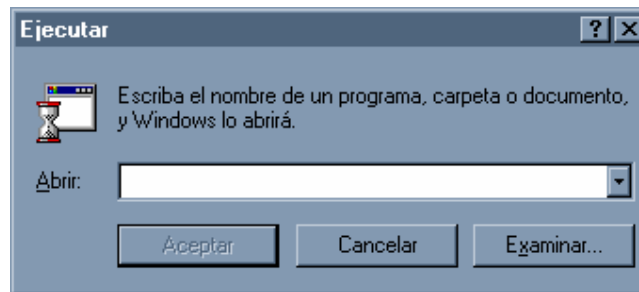 Ejecutar
Escriba el nombre de un programa, carpeta o documento,
y Windows lo abrirá.
Abrir:
Aceptar Cancelar Examinar...